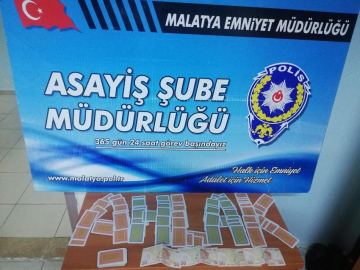 MALATYA EMNİYET MÜDÜRLÜĞÜ
ASAYİŞ ŞUBE
MÜDÜRLÜĞÜ
POLİS
365 gün 24 saat görev başındayız
Halk için Emniyet
Adalet için Hizmet
www.malatya.pol.tr
AHLAK